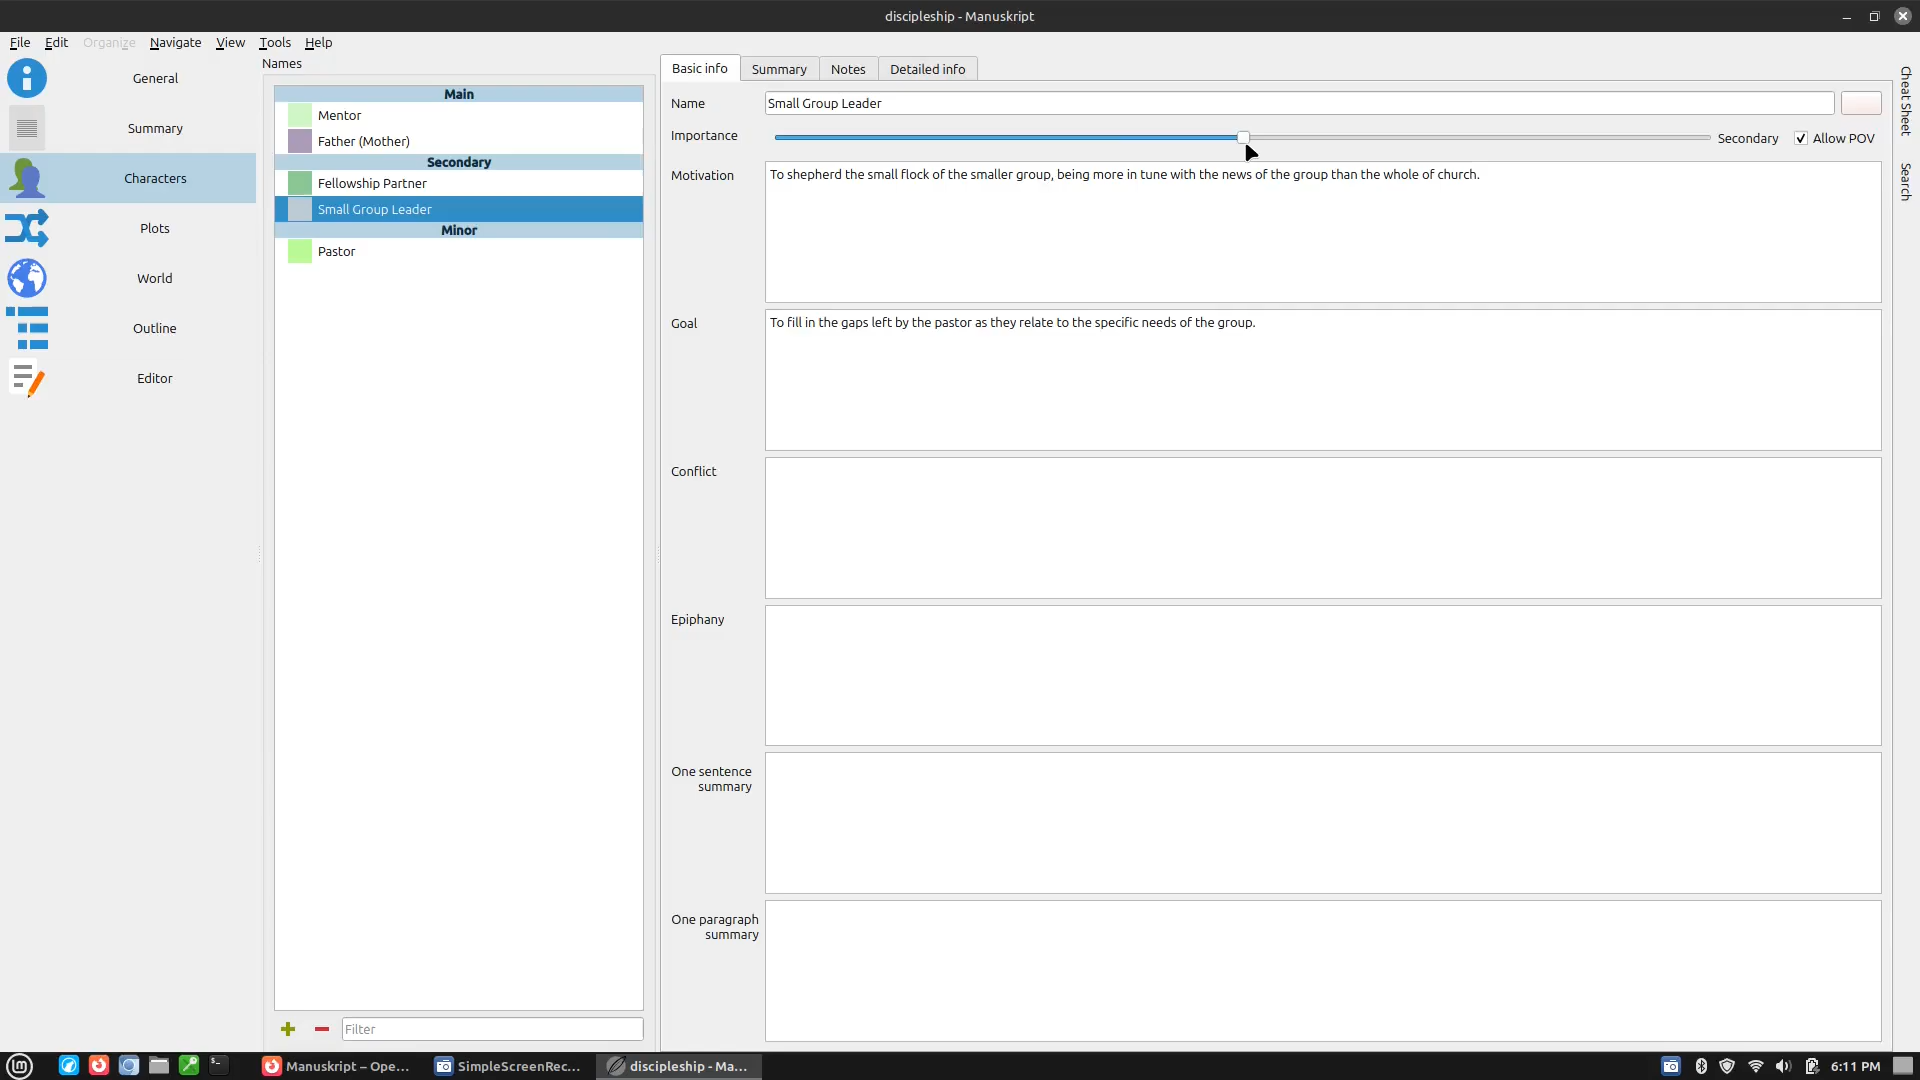 discipleship - Manuskript
File Edit Organize Navigate View Tools Help
General
Summary
Characters
Plots
World
Outline
Editor
Names
Main
Mentor
Father (Mother)
Secondary
Fellowship Partner
Small Group Leader
Minor
Pastor
Filter
Basic info Summary Notes Detailed info
Name Small Group Leader
Importance Secondary Allow POV
Motivation To shepherd the small flock of the smaller group, being more in tune with the news of the group than the whole of church.
Goal To fill in the gaps left by the pastor as they relate to the specific needs of the group.
Conflict
Epiphany
One sentence
summary
One paragraph
summary
Cheat Sheet
Search
Manuskript – Ope... SimpleScreenRec... discipleship - Ma... 6:11 PM